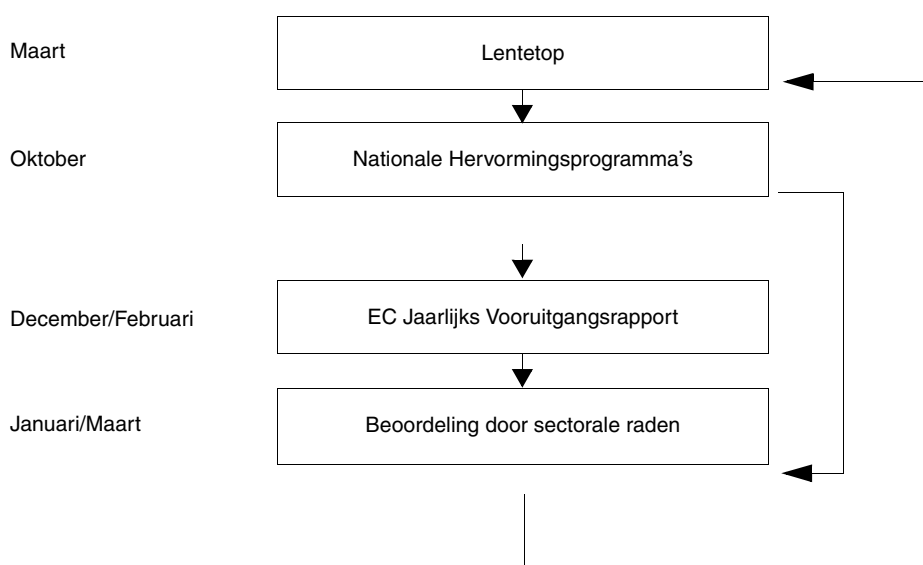 Maart
Lentetop
Oktober
Nationale Hervormingsprogramma's
December/Februari
EC Jaarlijks Vooruitgangsrapport
Januari/Maart
Beoordeling door sectorale raden